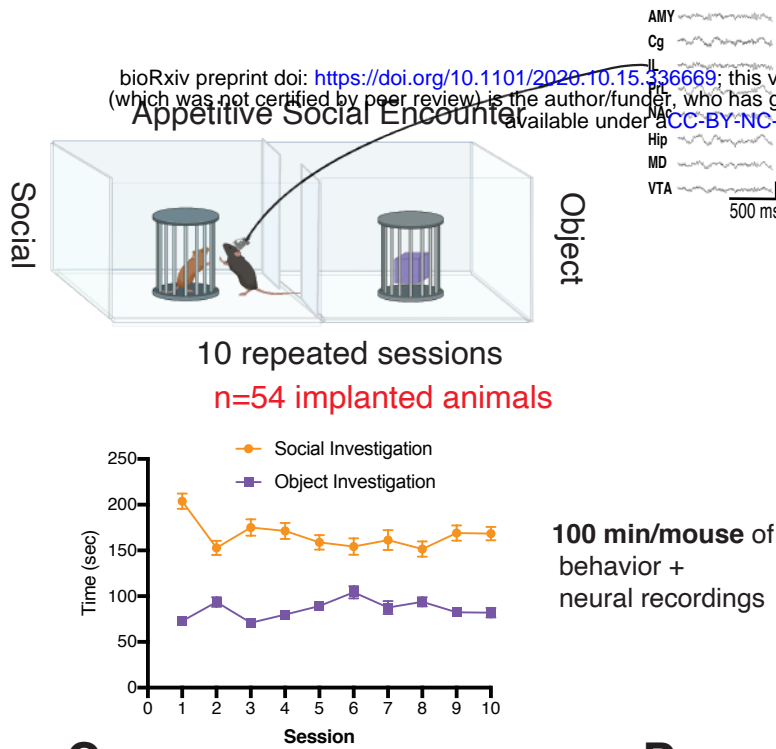 AMY
Cg
IL
bioRxiv preprint doi: https://doi.org/10.1101/2020.10.15.336669; this v
PrL
(which was not certified by peer review) is the author/funder, who has g
Appetitive Social Encounter
NAc
available under aCC-BY-NC-
Hip
MD
VTA
500 ms
Social
Object
10 repeated sessions
n=54 implanted animals
Social Investigation
Object Investigation
250
200
150
100
50
0
Time (sec)
0 1 2 3 4 5 6 7 8 9 10
Session
100 min/mouse of
behavior +
neural recordings